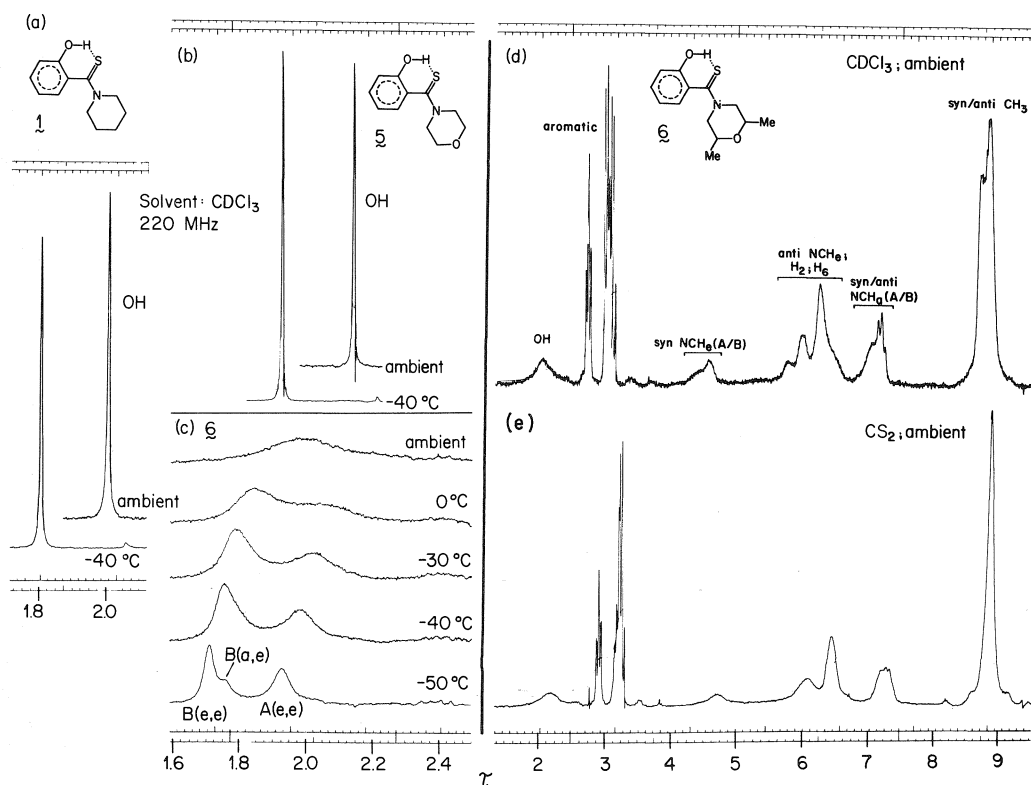 (a)
O—H
S
N
1
Solvent: CDCl₃
220 MHz
OH
ambient
-40 °C
1.8 2.0
(b)
O—H
S
N
O
5
OH
ambient
-40 °C
(c) 6
ambient
0°C
-30°C
-40°C
-50°C
B(a,e)
B(e,e)
A(e,e)
1.6 1.8 2.0 2.2 2.4
τ
(d)
O—H
S
N
Me
O
Me
6
CDCl₃; ambient
aromatic
syn/anti CH₃
anti NCHₑ;
H₂; H₆
syn/anti
NCHₐ(A/B)
OH
syn NCHₑ(A/B)
(e)
CS₂; ambient
2 3 4 5 6 7 8 9